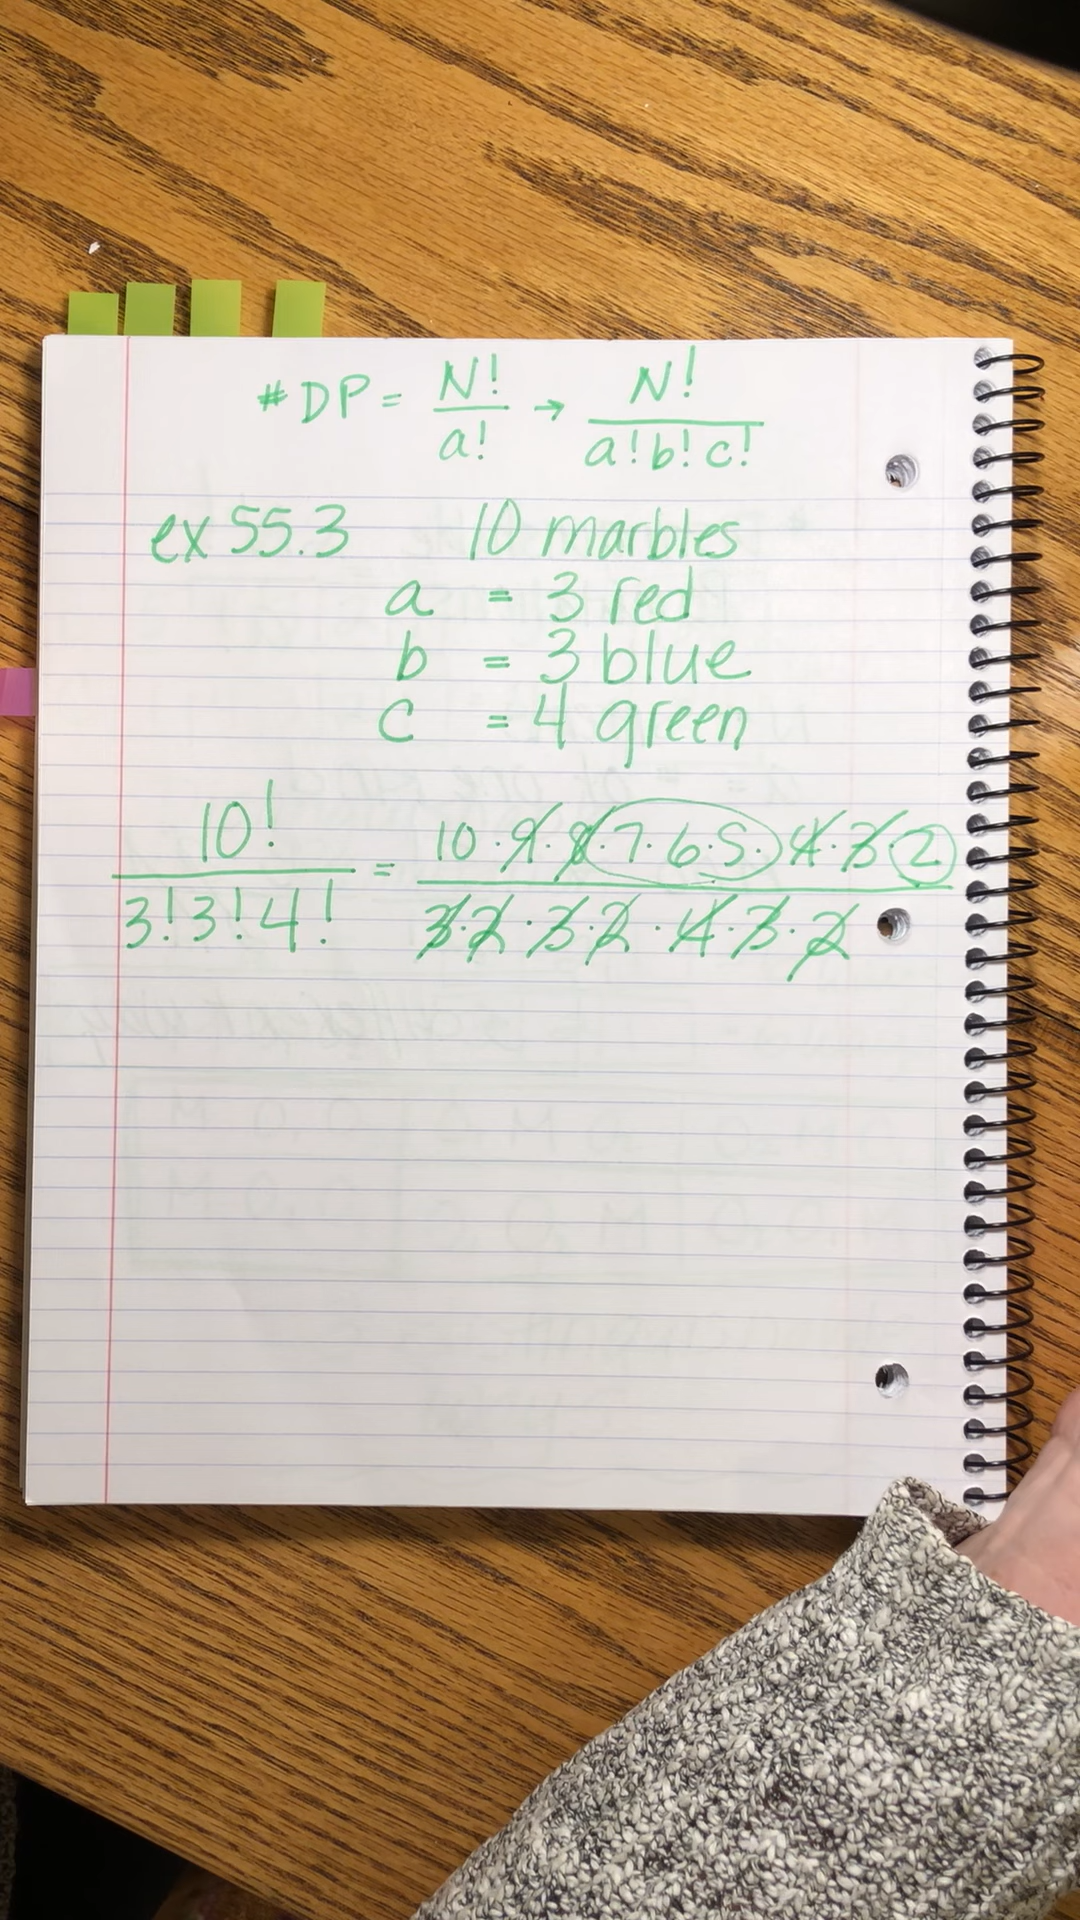 #DP = N!/a! → N!/a!b!c!
ex 55.3 10 marbles
a = 3 red
b = 3 blue
c = 4 green
10!/3!3!4! = 10·9·8·7·6·5·4·3·2/3·2·3·2·4·3·2